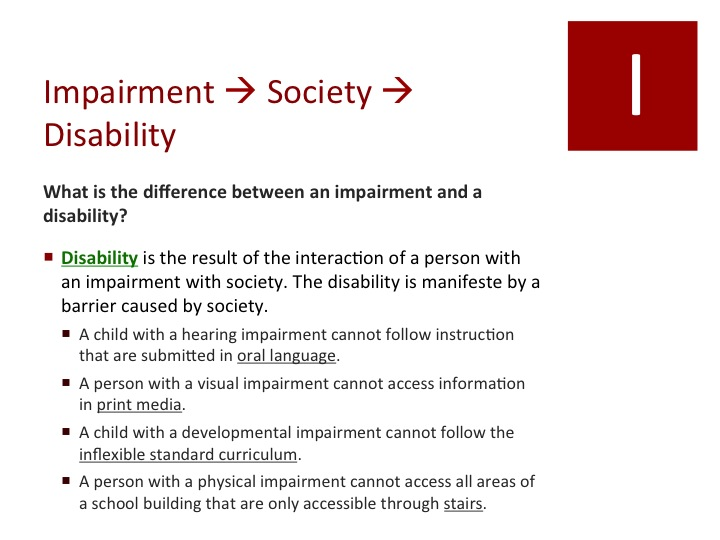 I
Impairment → Society →
Disability
What is the difference between an impairment and a
disability?
Disability is the result of the interaction of a person with
an impairment with society. The disability is manifeste by a
barrier caused by society.
A child with a hearing impairment cannot follow instruction
that are submitted in oral language.
A person with a visual impairment cannot access information
in print media.
A child with a developmental impairment cannot follow the
inflexible standard curriculum.
A person with a physical impairment cannot access all areas of
a school building that are only accessible through stairs.